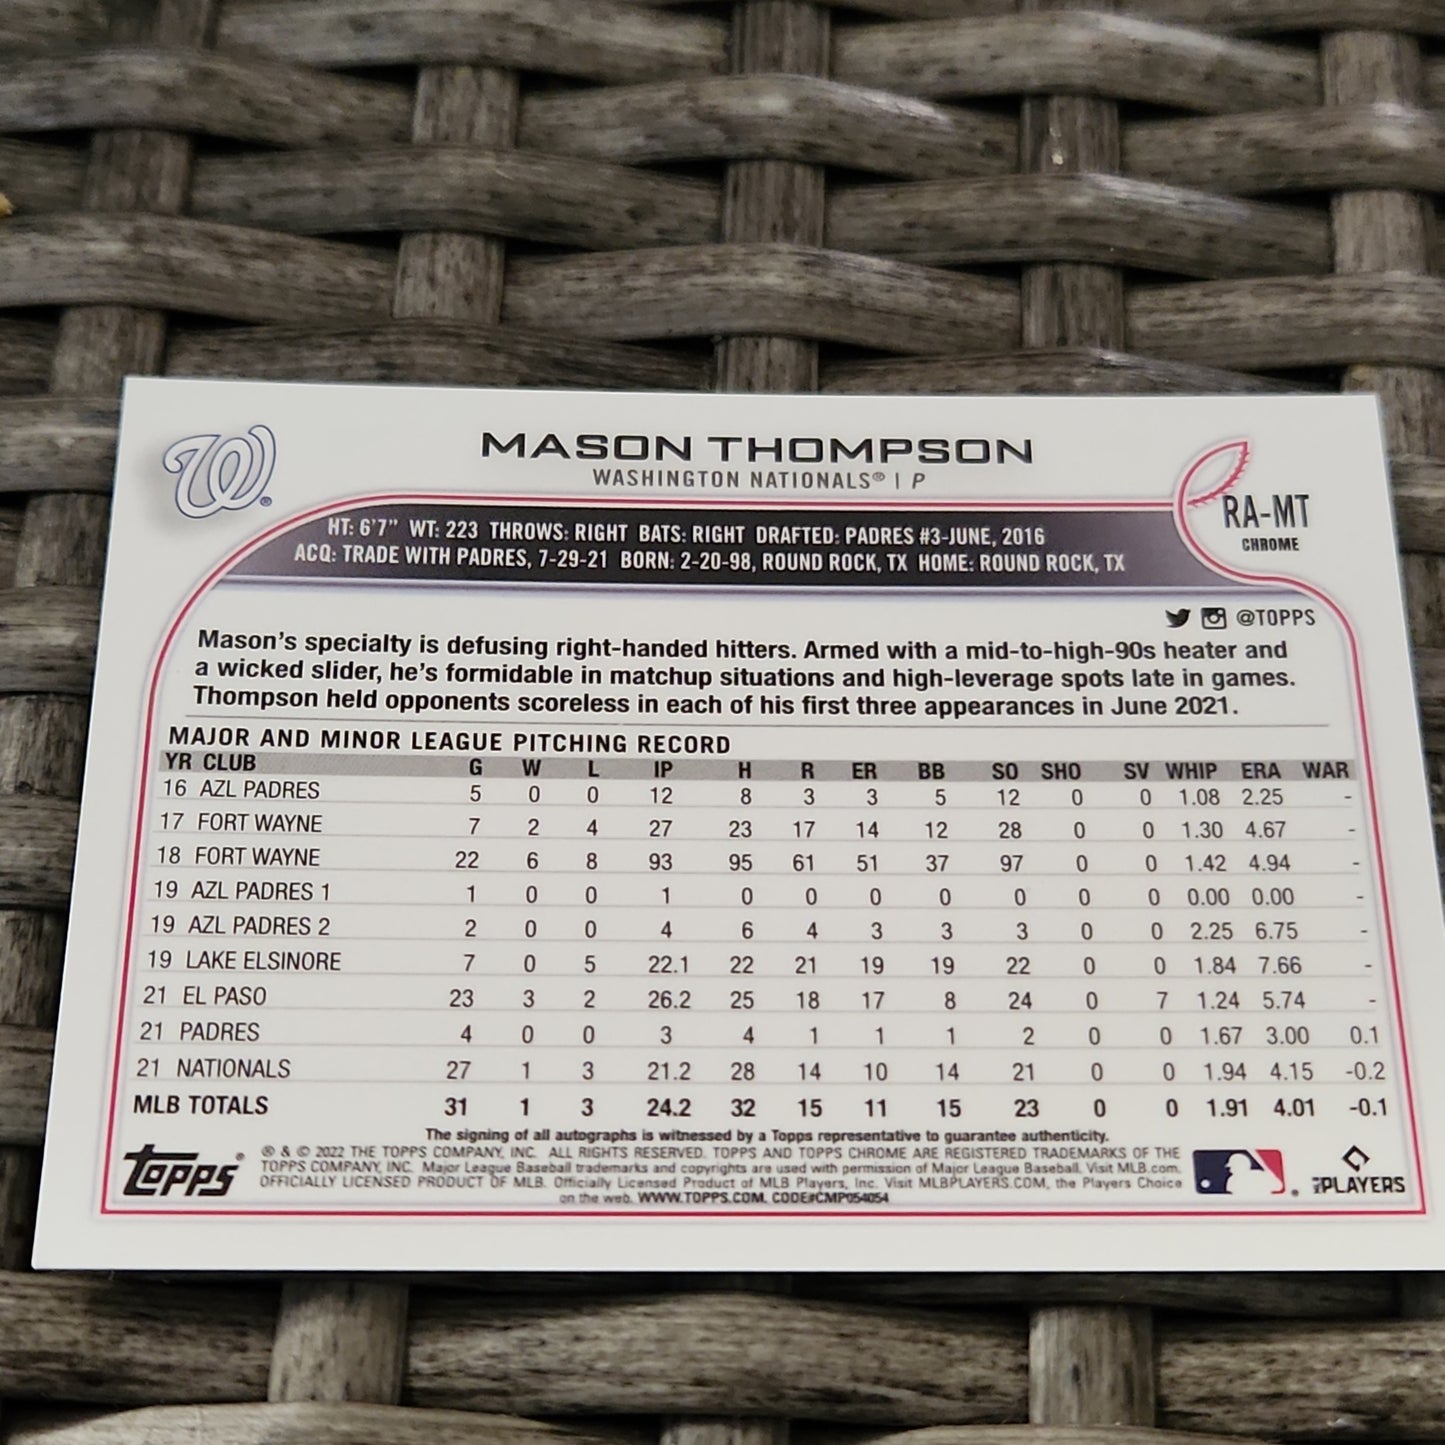 MASON THOMPSON
WASHINGTON NATIONALS® | P
RA-MT
CHROME
HT: 6'7" WT: 223 THROWS: RIGHT BATS: RIGHT DRAFTED: PADRES #3-JUNE, 2016
ACQ: TRADE WITH PADRES, 7-29-21 BORN: 2-20-98, ROUND ROCK, TX HOME: ROUND ROCK, TX
@TOPPS
Mason's specialty is defusing right-handed hitters. Armed with a mid-to-high-90s heater and
a wicked slider, he's formidable in matchup situations and high-leverage spots late in games.
Thompson held opponents scoreless in each of his first three appearances in June 2021.
MAJOR AND MINOR LEAGUE PITCHING RECORD
YR CLUB G W L IP H R ER BB SO SHO SV WHIP ERA WAR
16 AZL PADRES 5 0 0 12 8 3 3 5 12 0 0 1.08 2.25 -
17 FORT WAYNE 7 2 4 27 23 17 14 12 28 0 0 1.30 4.67 -
18 FORT WAYNE 22 6 8 93 95 61 51 37 97 0 0 1.42 4.94 -
19 AZL PADRES 1 1 0 0 1 0 0 0 0 0 0 0 0.00 0.00 -
19 AZL PADRES 2 2 0 0 4 6 4 3 3 3 0 0 2.25 6.75 -
19 LAKE ELSINORE 7 0 5 22.1 22 21 19 19 22 0 0 1.84 7.66 -
21 EL PASO 23 3 2 26.2 25 18 17 8 24 0 7 1.24 5.74 -
21 PADRES 4 0 0 3 4 1 1 1 2 0 0 1.67 3.00 0.1
21 NATIONALS 27 1 3 21.2 28 14 10 14 21 0 0 1.94 4.15 -0.2
MLB TOTALS 31 1 3 24.2 32 15 11 15 23 0 0 1.91 4.01 -0.1
The signing of all autographs is witnessed by a Topps representative to guarantee authenticity.
Topps®
® & © 2022 THE TOPPS COMPANY, INC. ALL RIGHTS RESERVED. TOPPS AND TOPPS CHROME ARE REGISTERED TRADEMARKS OF THE
TOPPS COMPANY, INC. Major League Baseball trademarks and copyrights are used with permission of Major League Baseball. Visit MLB.com.
OFFICIALLY LICENSED PRODUCT OF MLB. Officially Licensed Product of MLB Players, Inc. Visit MLBPLAYERS.COM, the Players Choice
on the web. WWW.TOPPS.COM. CODE#CMP054054
MLB PLAYERS